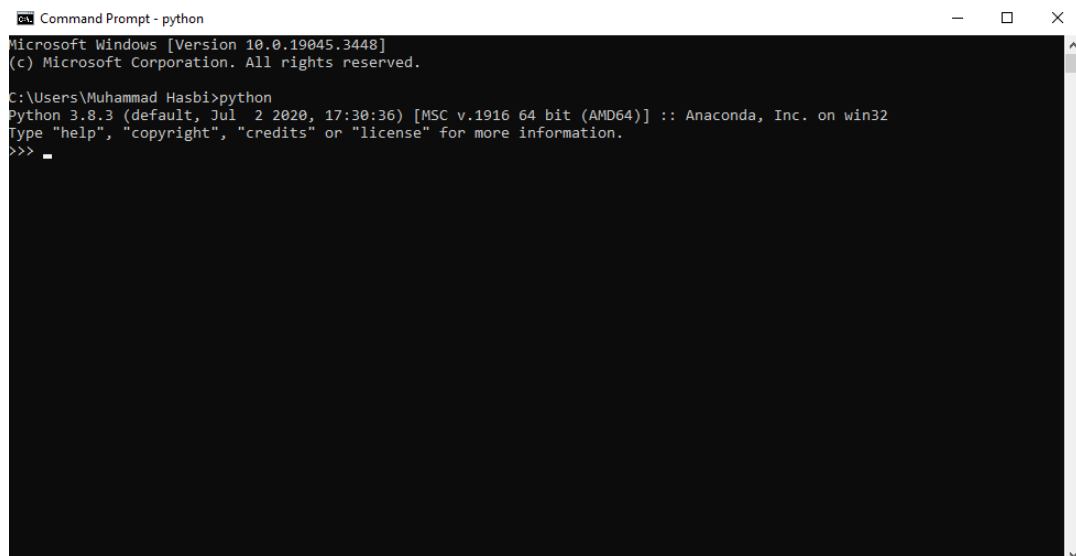 Command Prompt - python
Microsoft Windows [Version 10.0.19045.3448]
(c) Microsoft Corporation. All rights reserved.
C:\Users\Muhammad Hasbi>python
Python 3.8.3 (default, Jul  2 2020, 17:30:36) [MSC v.1916 64 bit (AMD64)] :: Anaconda, Inc. on win32
Type "help", "copyright", "credits" or "license" for more information.
>>> _